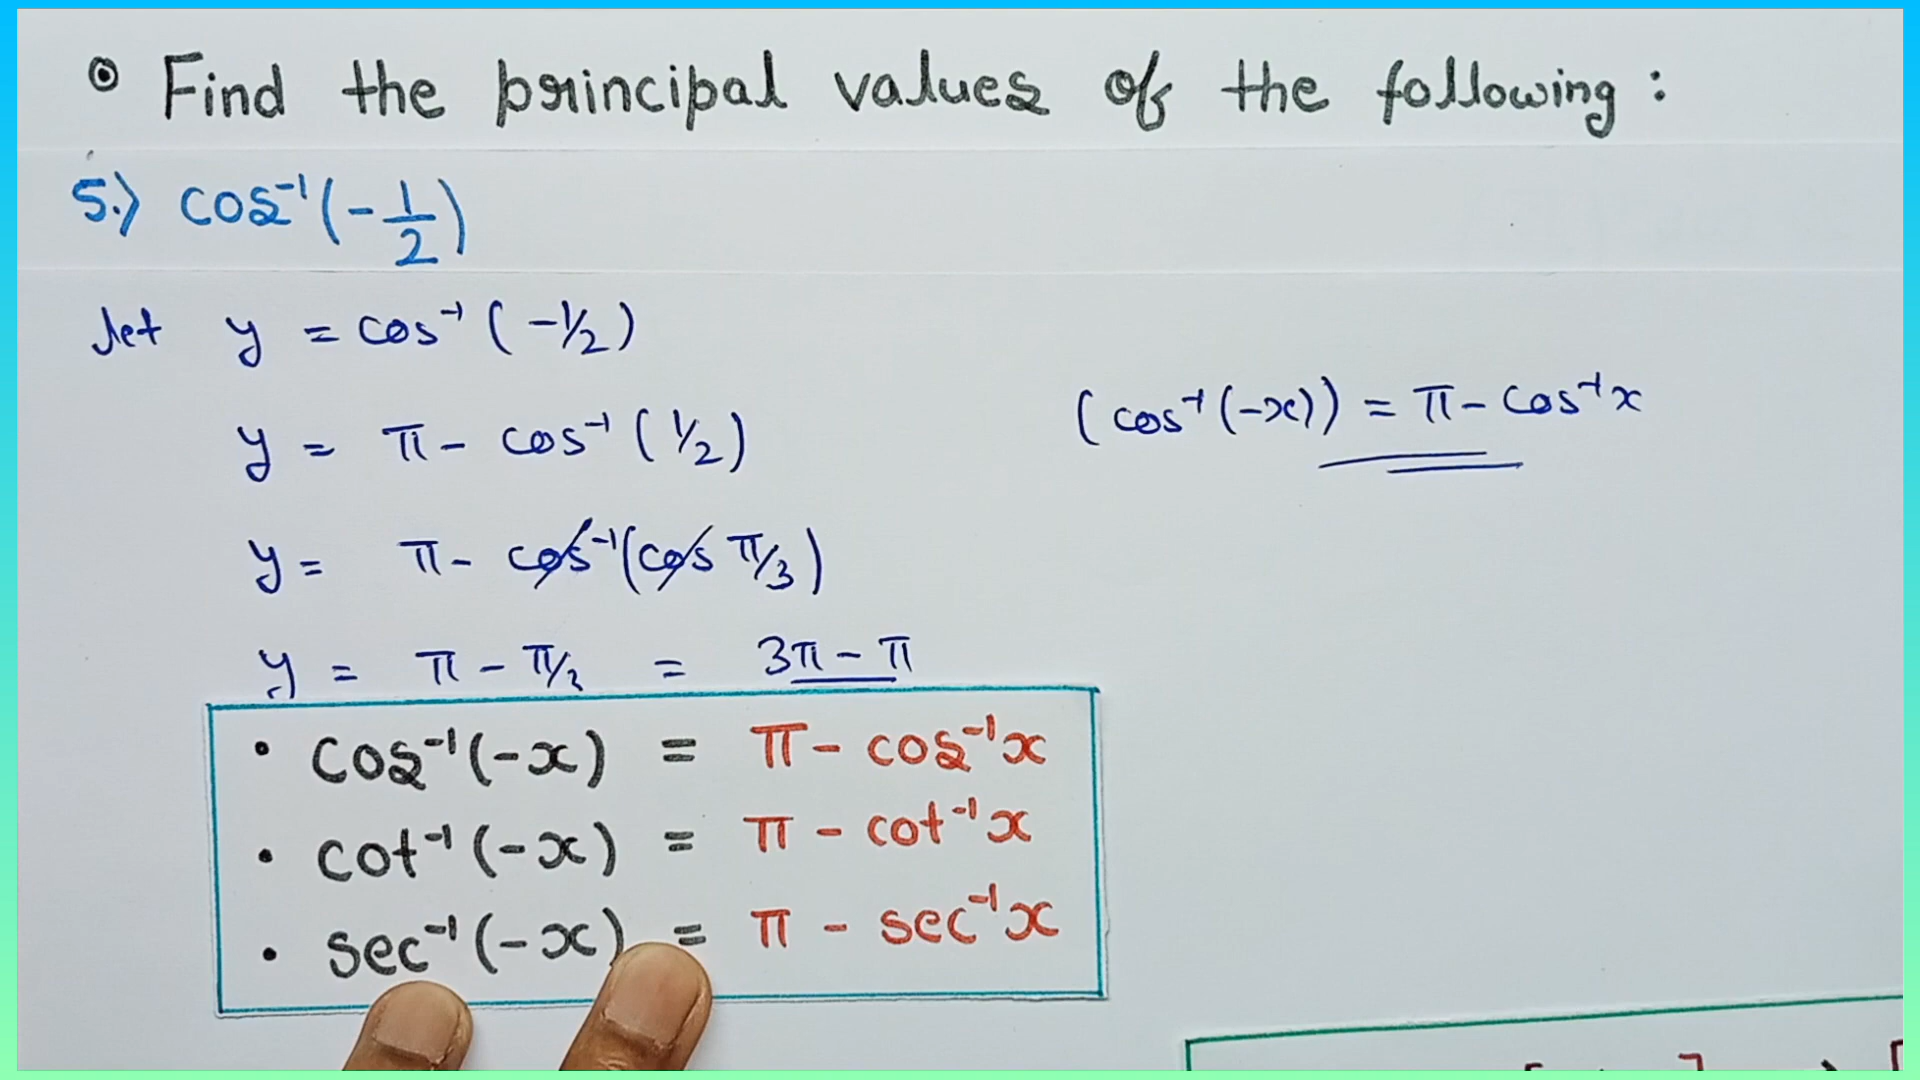 Find the principal values of the following :
5.) cos⁻¹(-1/2)
Let y = cos⁻¹ (-1/2)
y = π - cos⁻¹ (1/2)
(cos⁻¹(-x)) = π - cos⁻¹x
y = π - cos⁻¹(cos π/3)
y = π - π/3 = 3π - π
• cos⁻¹(-x) = π - cos⁻¹x
• cot⁻¹(-x) = π - cot⁻¹x
• sec⁻¹(-x) = π - sec⁻¹x